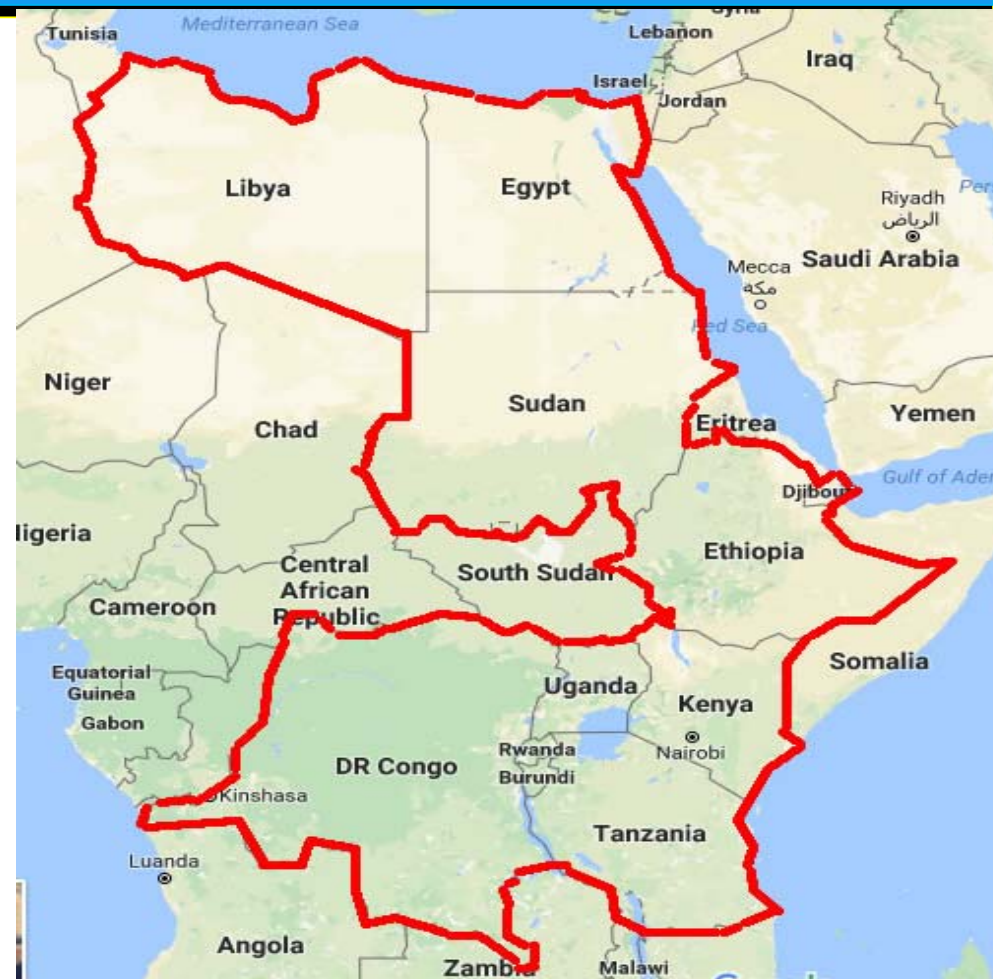 Tunisia
Mediterranean Sea
Lebanon
Iraq
Israel
Jordan
Libya
Egypt
Riyadh
الرياض
Mecca
مكة
Saudi Arabia
Red Sea
Niger
Chad
Sudan
Eritrea
Yemen
Gulf of Aden
Djibouti
Ethiopia
South Sudan
Central
African
Republic
Cameroon
Equatorial
Guinea
Gabon
Somalia
Uganda
Kenya
Nairobi
Rwanda
Burundi
DR Congo
Kinshasa
Tanzania
Luanda
Angola
Zambia
Malawi